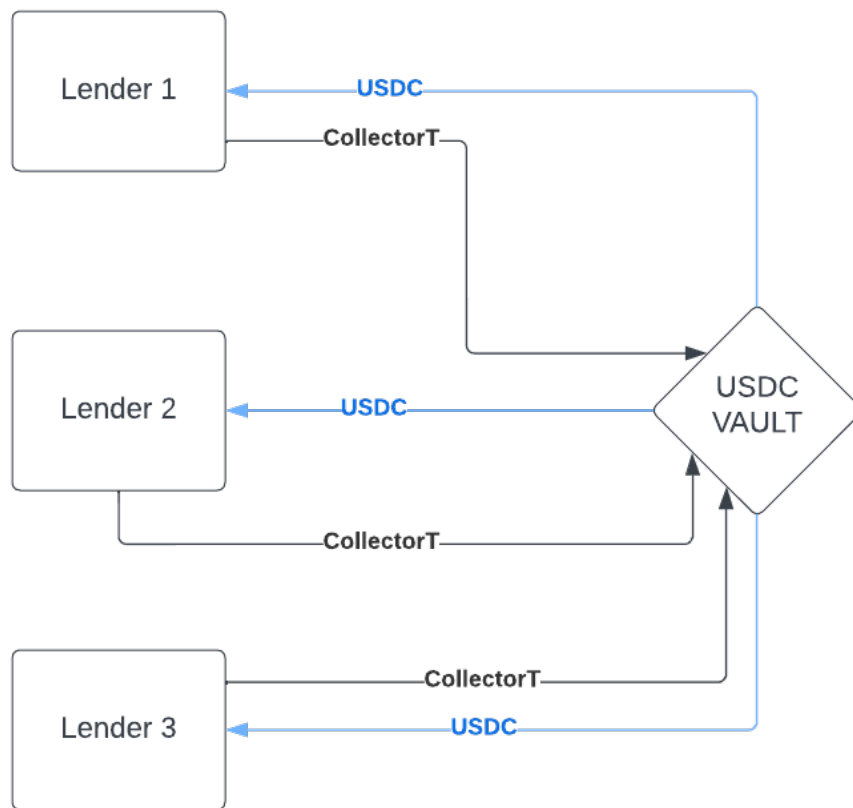 Lender 1
USDC
CollectorT
USDC
VAULT
Lender 2
USDC
CollectorT
CollectorT
Lender 3
USDC